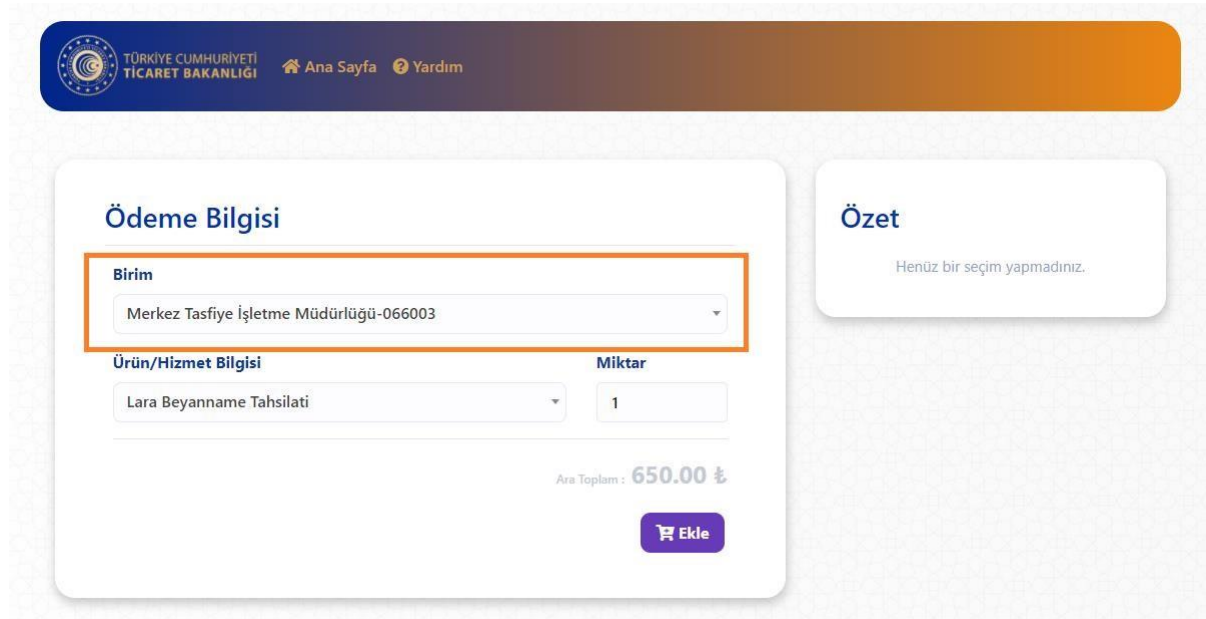 TÜRKİYE CUMHURİYETİ
TİCARET BAKANLIĞI
Ana Sayfa
Yardım
Ödeme Bilgisi
Birim
Merkez Tasfiye İşletme Müdürlüğü-066003
Ürün/Hizmet Bilgisi
Miktar
Lara Beyanname Tahsilati
1
Ara Toplam : 650.00 ₺
Ekle
Özet
Henüz bir seçim yapmadınız.